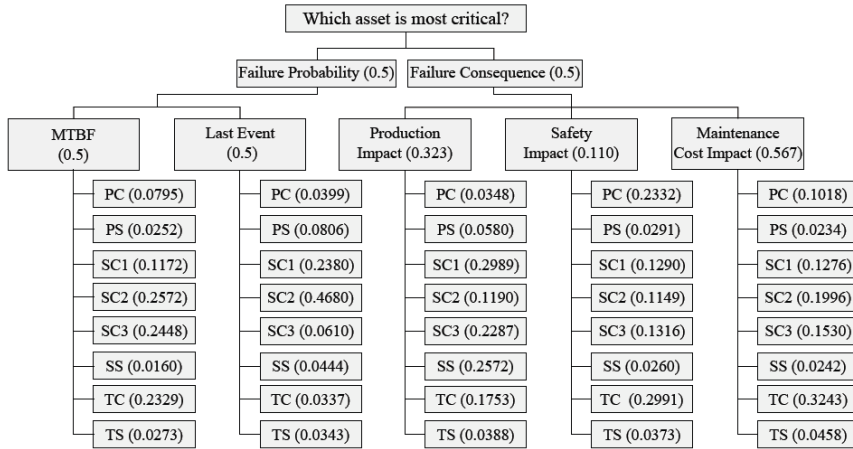 Which asset is most critical?
Failure Probability (0.5)
Failure Consequence (0.5)
MTBF
(0.5)
Last Event
(0.5)
Production
Impact (0.323)
Safety
Impact (0.110)
Maintenance
Cost Impact (0.567)
PC (0.0795)
PS (0.0252)
SC1 (0.1172)
SC2 (0.2572)
SC3 (0.2448)
SS (0.0160)
TC (0.2329)
TS (0.0273)
PC (0.0399)
PS (0.0806)
SC1 (0.2380)
SC2 (0.4680)
SC3 (0.0610)
SS (0.0444)
TC (0.0337)
TS (0.0343)
PC (0.0348)
PS (0.0580)
SC1 (0.2989)
SC2 (0.1190)
SC3 (0.2287)
SS (0.2572)
TC (0.1753)
TS (0.0388)
PC (0.2332)
PS (0.0291)
SC1 (0.1290)
SC2 (0.1149)
SC3 (0.1316)
SS (0.0260)
TC (0.2991)
TS (0.0373)
PC (0.1018)
PS (0.0234)
SC1 (0.1276)
SC2 (0.1996)
SC3 (0.1530)
SS (0.0242)
TC (0.3243)
TS (0.0458)